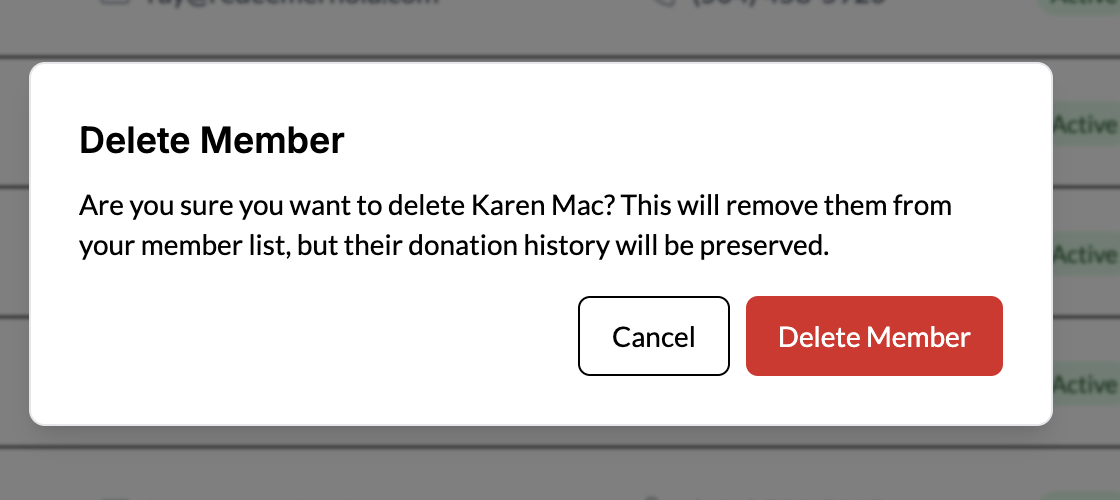 Delete Member
Are you sure you want to delete Karen Mac? This will remove them from
your member list, but their donation history will be preserved.
Cancel
Delete Member
Active
Active
Active